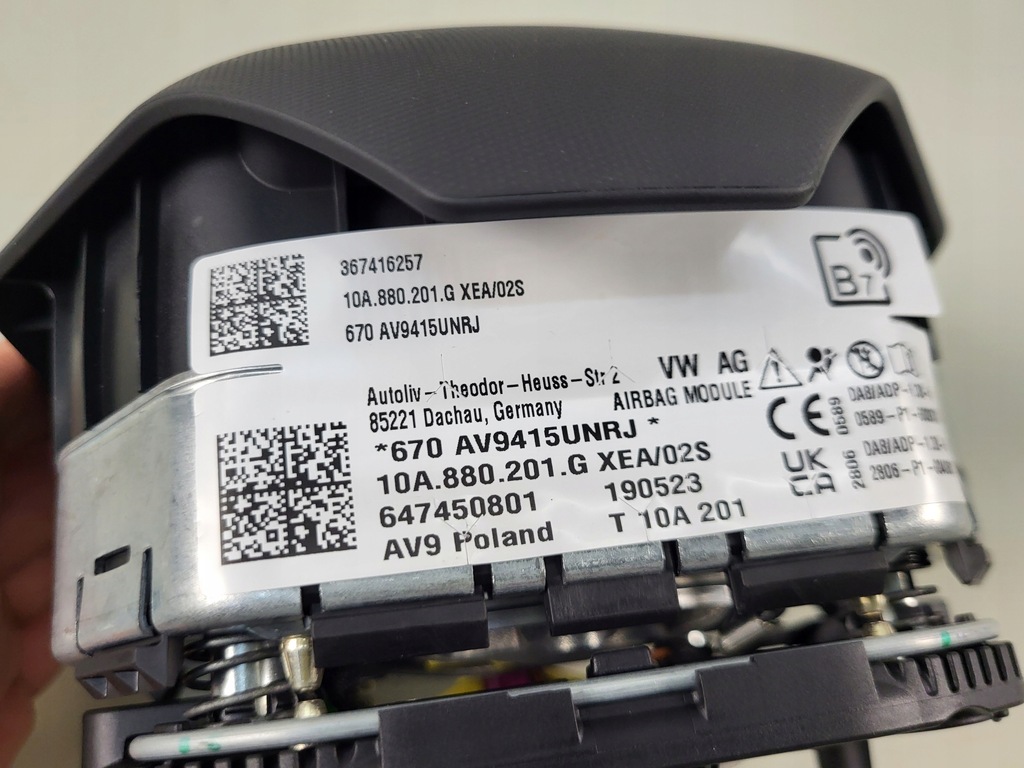 367416257
10A.880.201.G XEA/02S
670 AV9415UNRJ
B7
Autoliv-Theodor-Heuss-Str 2
85221 Dachau, Germany
VW AG
AIRBAG MODULE
*670 AV9415UNRJ *
10A.880.201.G XEA/02S
647450801
190523
AV9 Poland
T 10A 201
CE
0589
UK
CA
2806